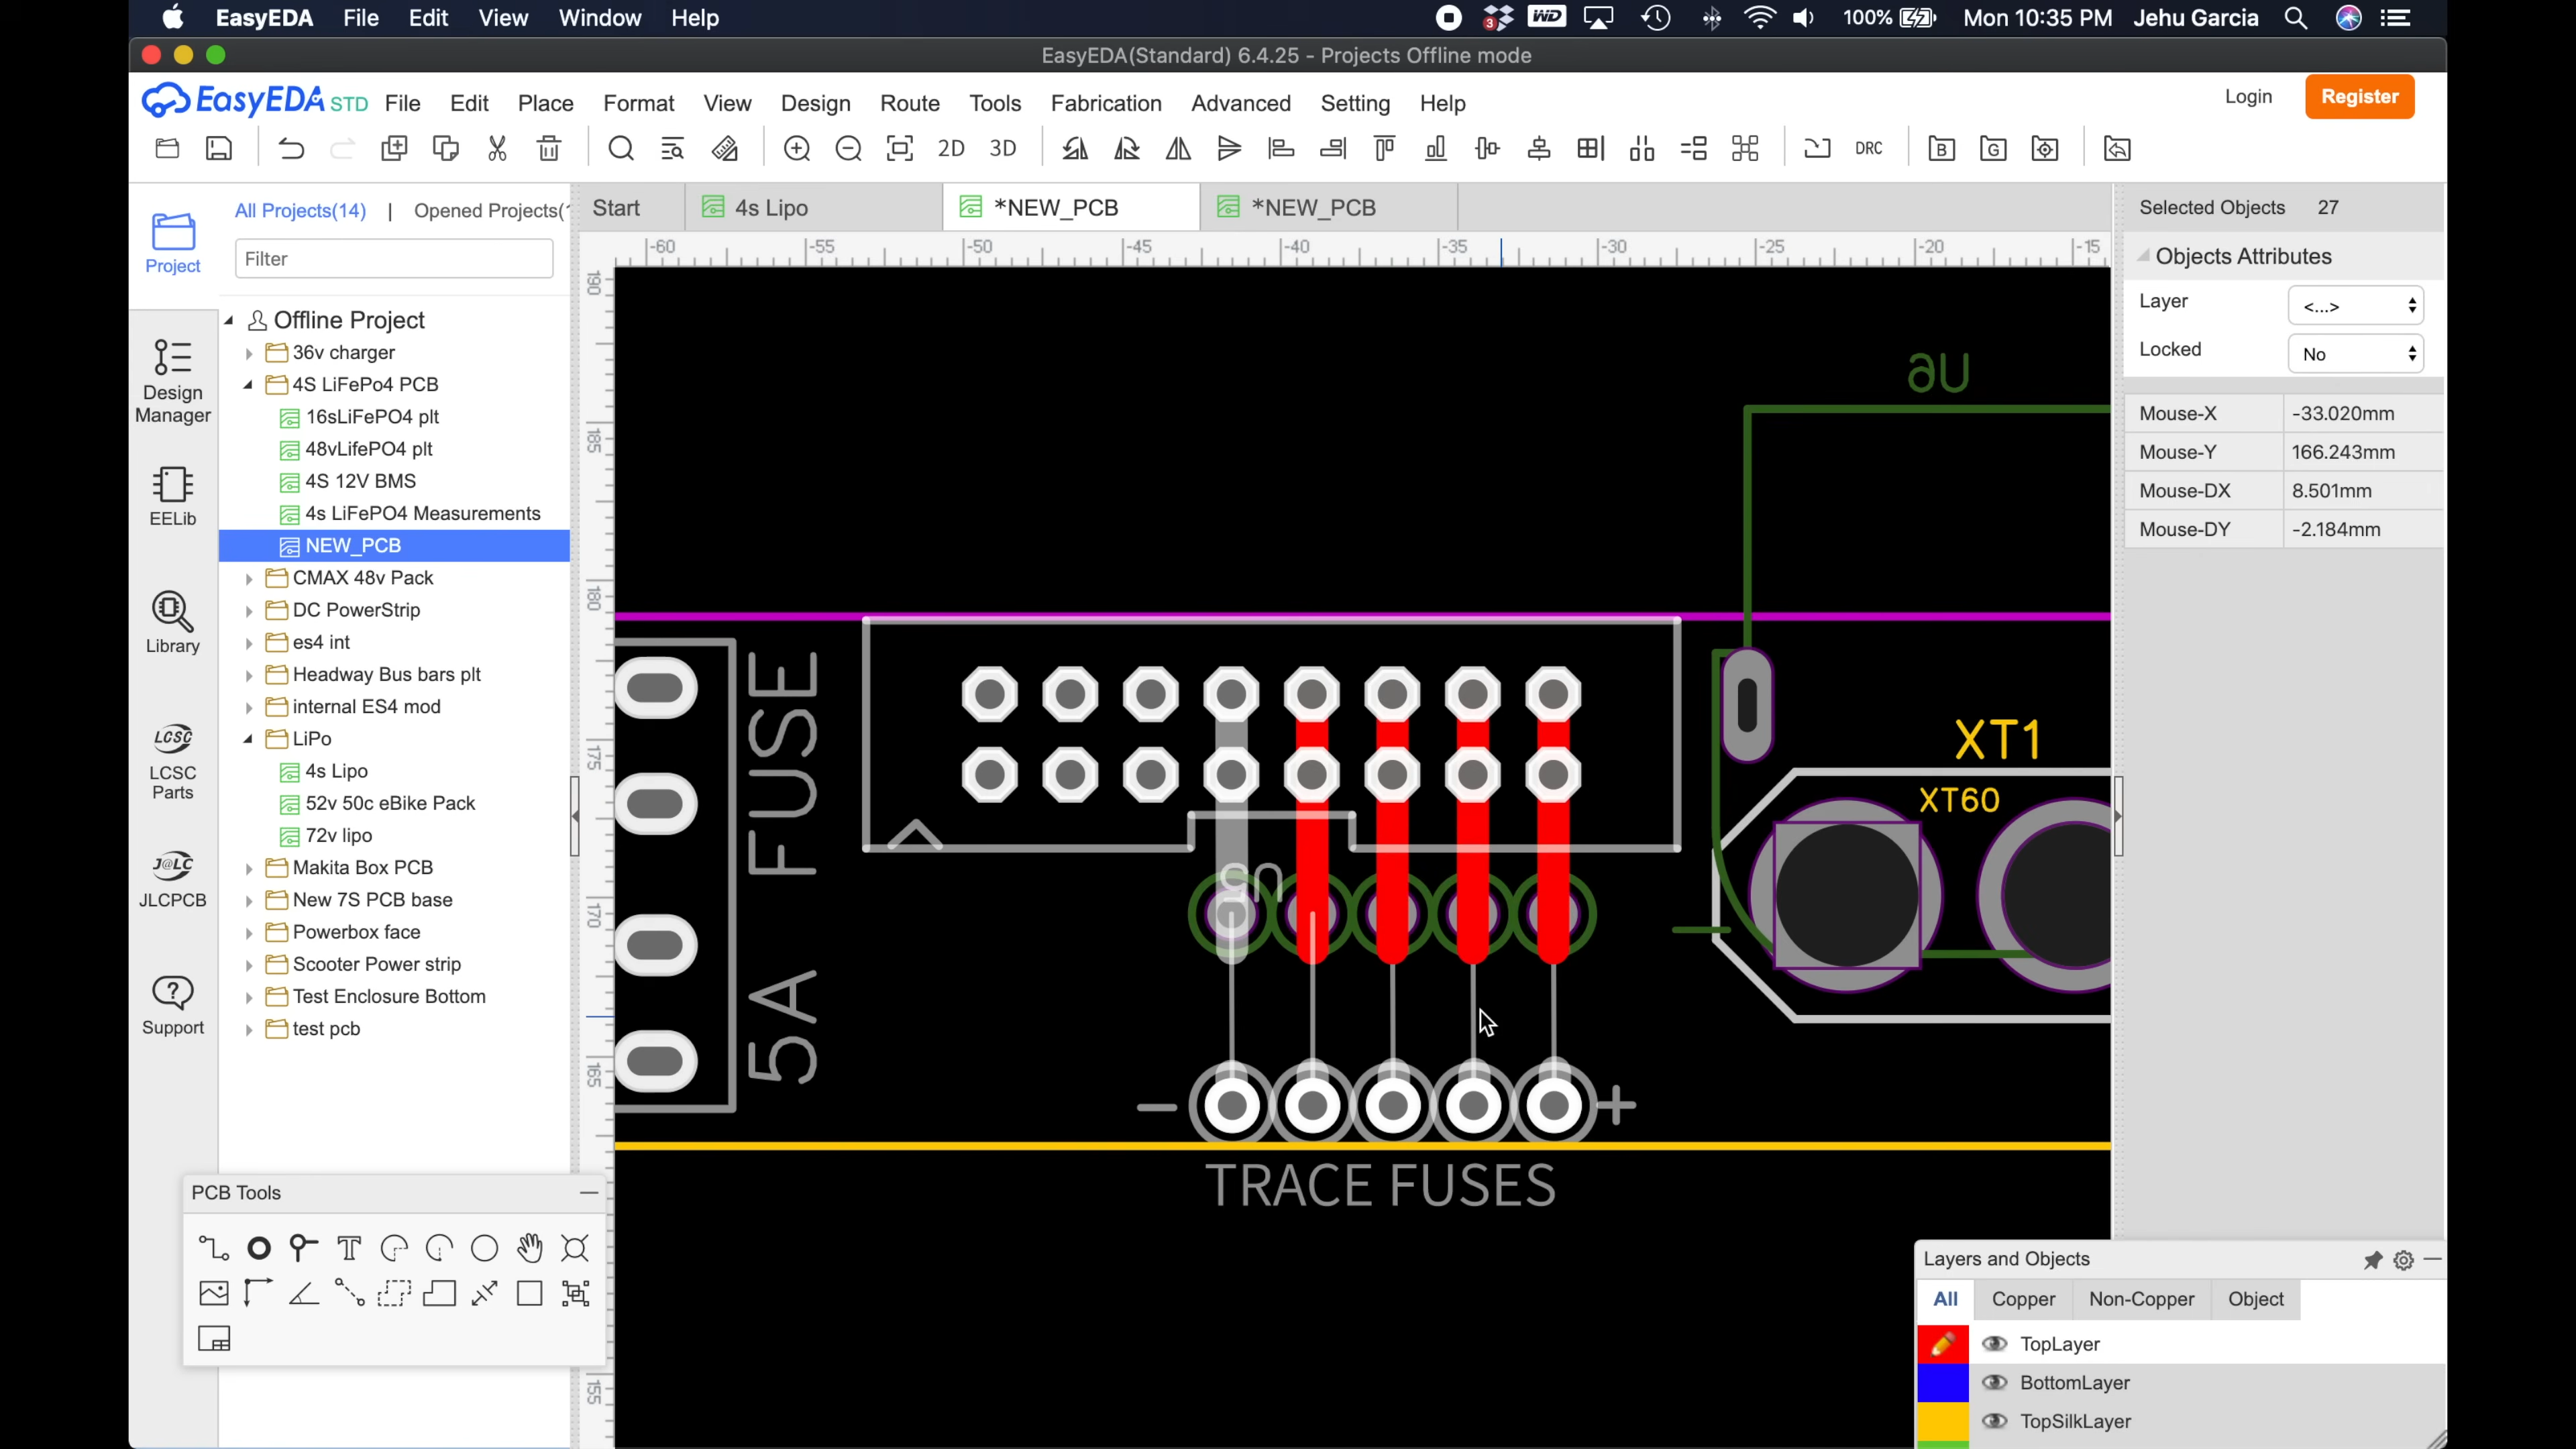 EasyEDA File Edit View Window Help
3 WD 100% Mon 10:35 PM Jehu Garcia
EasyEDA(Standard) 6.4.25 - Projects Offline mode
EasyEDA STD File Edit Place Format View Design Route Tools Fabrication Advanced Setting Help
Login Register
2D 3D DRC B G
All Projects(14) | Opened Projects(
Start 4s Lipo *NEW_PCB *NEW_PCB
Filter
Project
Design
Manager
EELib
Library
LCSC
LCSC
Parts
J@LC
JLCPCB
Support
Offline Project
36v charger
4S LiFePo4 PCB
16sLiFePO4 plt
48vLifePO4 plt
4S 12V BMS
4s LiFePO4 Measurements
NEW_PCB
CMAX 48v Pack
DC PowerStrip
es4 int
Headway Bus bars plt
internal ES4 mod
LiPo
4s Lipo
52v 50c eBike Pack
72v lipo
Makita Box PCB
New 7S PCB base
Powerbox face
Scooter Power strip
Test Enclosure Bottom
test pcb
-60 -55 -50 -45 -40 -35 -30 -25 -20 -15
190
185
180
175
170
165
155
U6
5A FUSE
U5
XT1
XT60
− +
TRACE FUSES
Selected Objects 27
Objects Attributes
Layer <...>
Locked No
Mouse-X -33.020mm
Mouse-Y 166.243mm
Mouse-DX 8.501mm
Mouse-DY -2.184mm
PCB Tools
T
Layers and Objects
All Copper Non-Copper Object
TopLayer
BottomLayer
TopSilkLayer